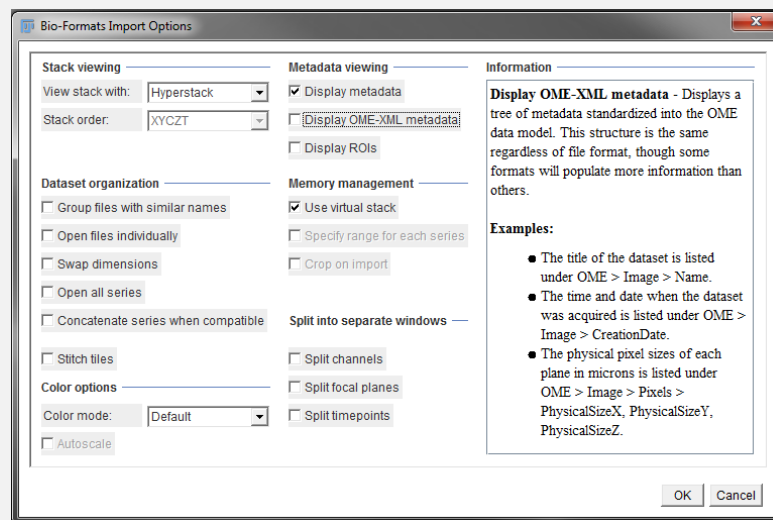 Bio-Formats Import Options
Stack viewing
View stack with: Hyperstack
Stack order: XYCZT
Metadata viewing
Display metadata
Display OME-XML metadata
Display ROIs
Dataset organization
Group files with similar names
Open files individually
Swap dimensions
Open all series
Concatenate series when compatible
Stitch tiles
Memory management
Use virtual stack
Specify range for each series
Crop on import
Split into separate windows
Split channels
Split focal planes
Split timepoints
Color options
Color mode: Default
Autoscale
Information
Display OME-XML metadata - Displays a
tree of metadata standardized into the OME
data model. This structure is the same
regardless of file format, though some
formats will populate more information than
others.
Examples:
The title of the dataset is listed
under OME > Image > Name.
The time and date when the dataset
was acquired is listed under OME >
Image > CreationDate.
The physical pixel sizes of each
plane in microns is listed under
OME > Image > Pixels >
PhysicalSizeX, PhysicalSizeY,
PhysicalSizeZ.
OK Cancel